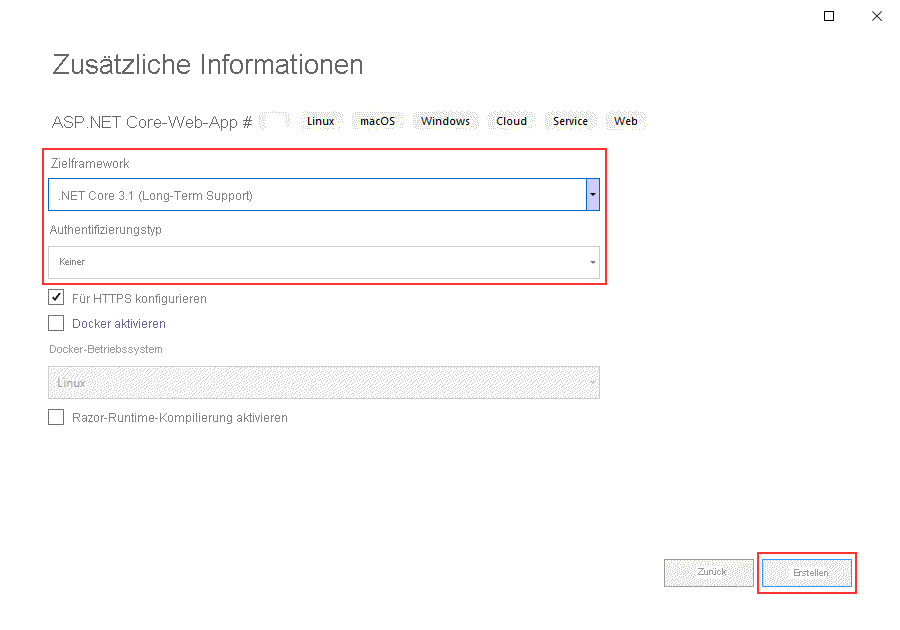 Zusätzliche Informationen
ASP.NET Core-Web-App # Linux macOS Windows Cloud Service Web
Zielframework
.NET Core 3.1 (Long-Term Support)
Authentifizierungstyp
Keiner
Für HTTPS konfigurieren
Docker aktivieren
Docker-Betriebssystem
Linux
Razor-Runtime-Kompilierung aktivieren
Zurück Erstellen